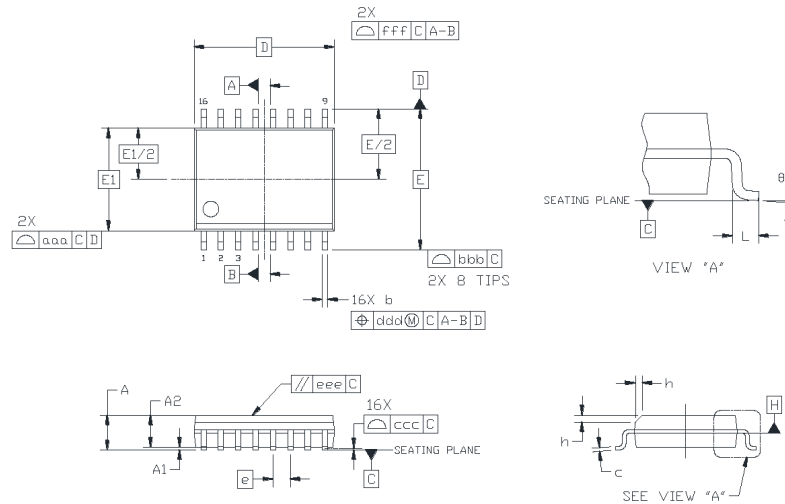 2X
⌓ fff C A-B
D
A
D
16
9
E1/2
E/2
E1
E
2X
⌓ aaa C D
1 2 3
B
⌓ bbb C
2X 8 TIPS
16X b
⌖ ddd Ⓜ C A-B D
SEATING PLANE
C
L
θ
VIEW "A"
A
A2
// eee C
16X
⌓ ccc C
SEATING PLANE
A1
e
C
h
H
h
c
SEE VIEW "A"